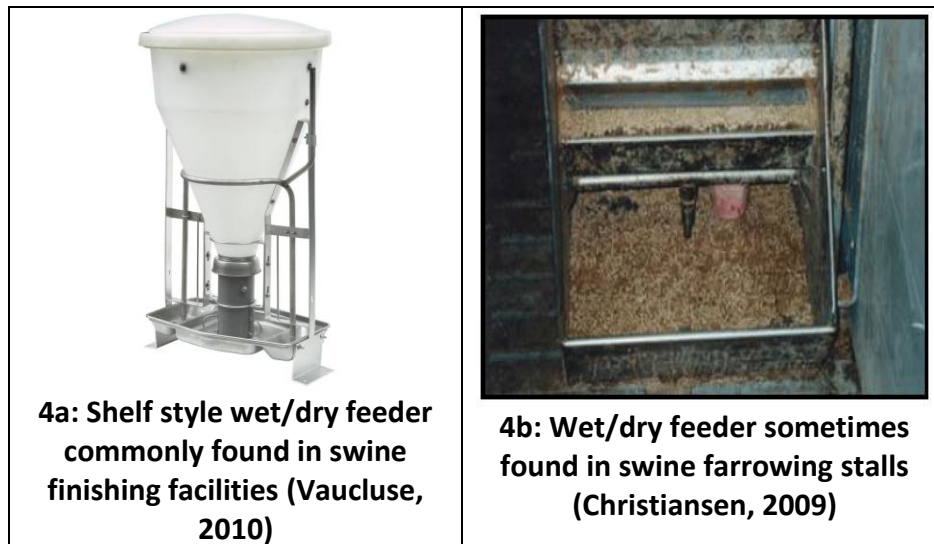 4a: Shelf style wet/dry feeder
commonly found in swine
finishing facilities (Vaucluse,
2010)
4b: Wet/dry feeder sometimes
found in swine farrowing stalls
(Christiansen, 2009)